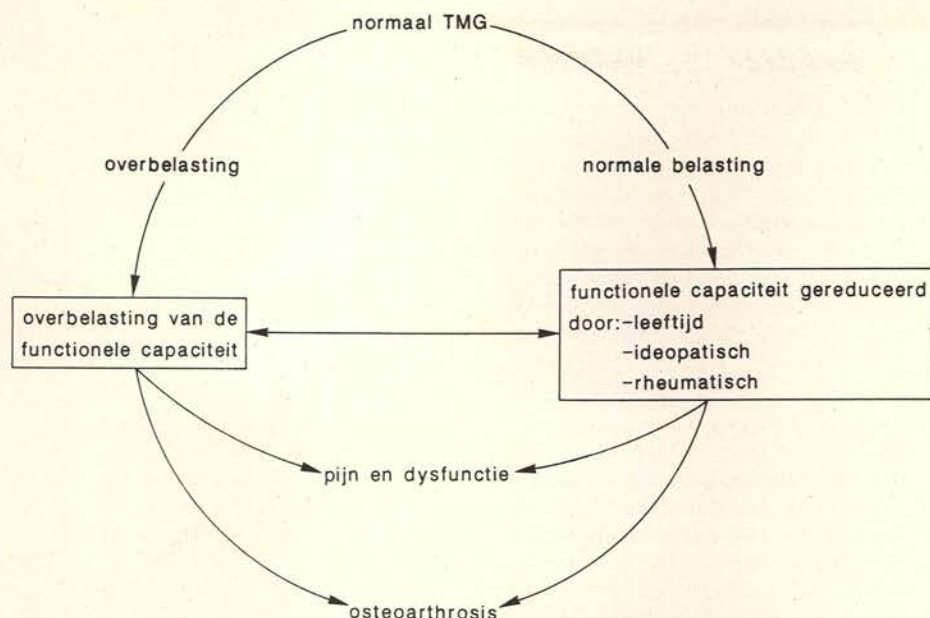 normaal TMG
overbelasting
normale belasting
overbelasting van de
functionele capaciteit
functionele capaciteit gereduceerd
door:-leeftijd
-ideopatisch
-rheumatisch
pijn en dysfunctie
osteoarthrosis